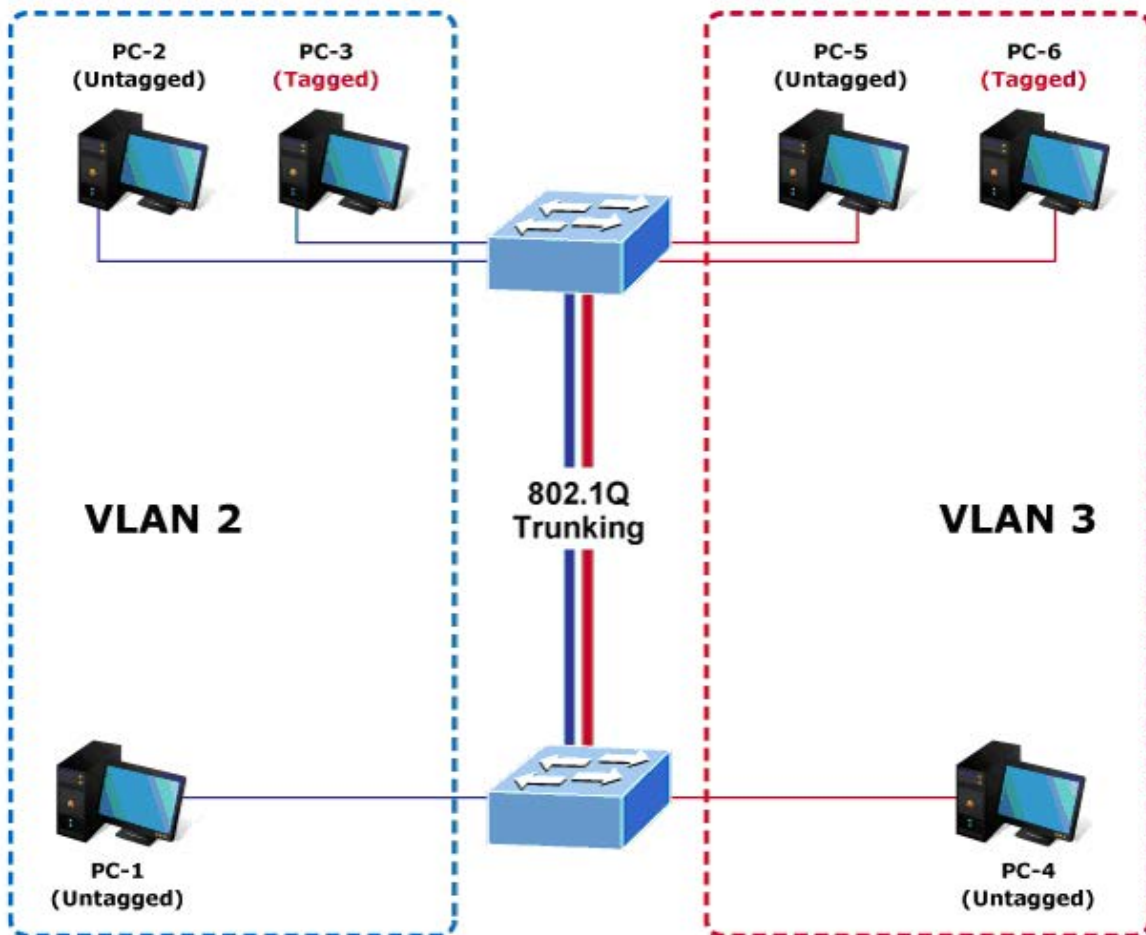 PC-2
(Untagged)
PC-3
(Tagged)
PC-5
(Untagged)
PC-6
(Tagged)
802.1Q
Trunking
VLAN 2
VLAN 3
PC-1
(Untagged)
PC-4
(Untagged)